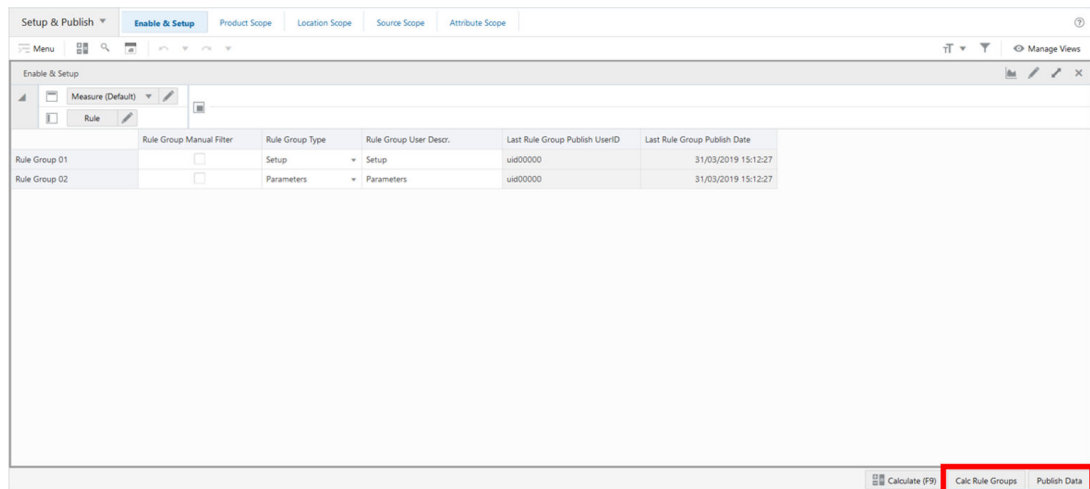 Setup & Publish Enable & Setup Product Scope Location Scope Source Scope Attribute Scope
Menu Manage Views
Enable & Setup
Measure (Default)
Rule
Rule Group Manual Filter Rule Group Type Rule Group User Descr. Last Rule Group Publish UserID Last Rule Group Publish Date
Rule Group 01 Setup Setup uid00000 31/03/2019 15:12:27
Rule Group 02 Parameters Parameters uid00000 31/03/2019 15:12:27
Calculate (F9) Calc Rule Groups Publish Data